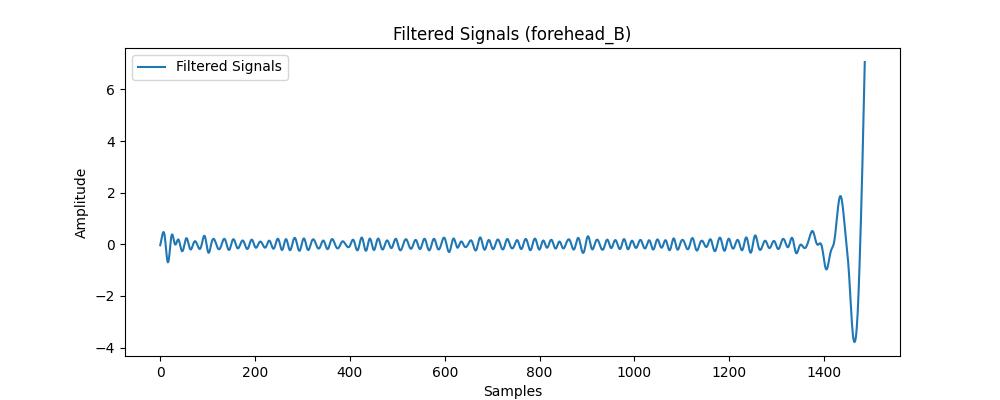 Filtered Signals (forehead_B)
Filtered Signals
Amplitude
6
4
2
0
−2
−4
0 200 400 600 800 1000 1200 1400
Samples